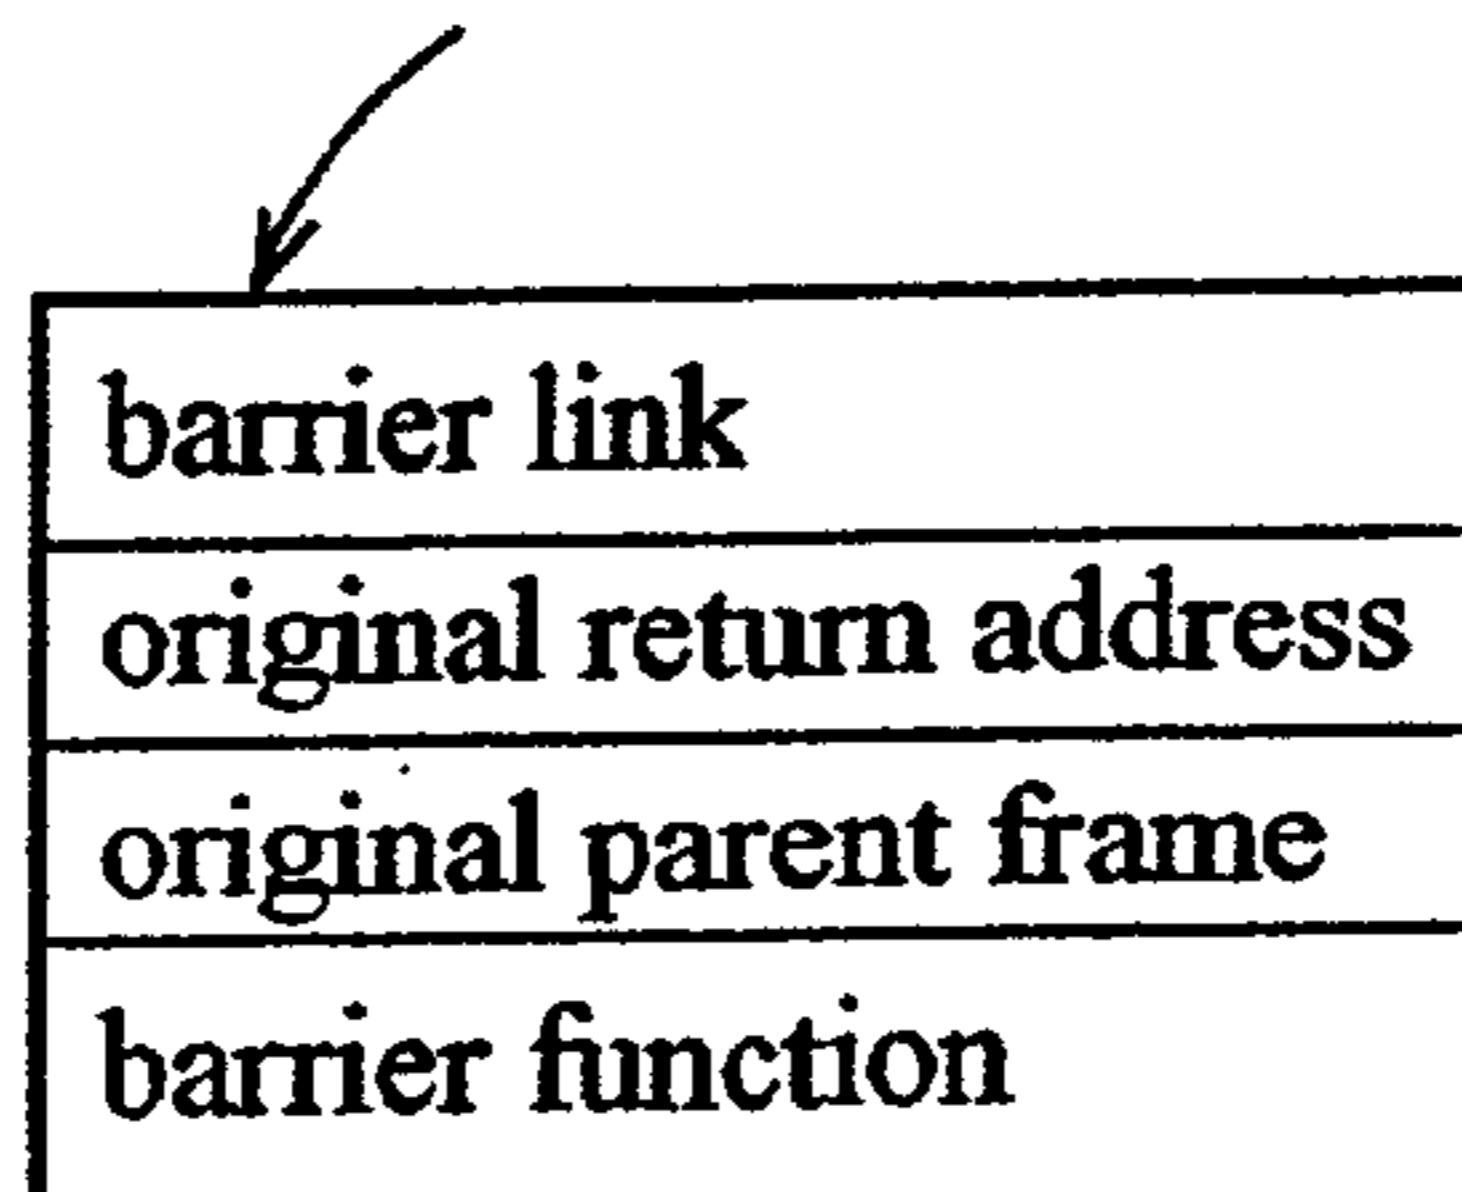 barrier link
original return address
original parent frame
barrier function